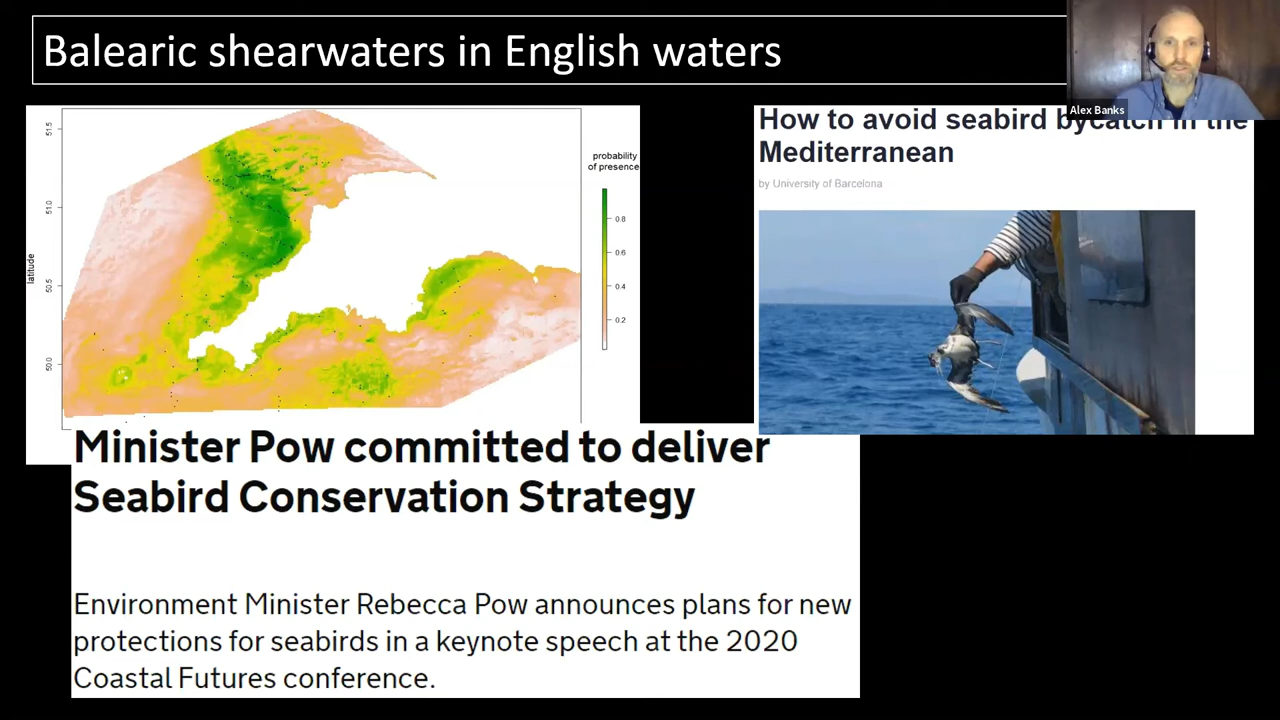 Balearic shearwaters in English waters
Alex Banks
51.5
51.0
50.5
50.0
latitude
probability
of presence
0.8
0.6
0.4
0.2
How to avoid seabird bycatch in the
Mediterranean
by University of Barcelona
Minister Pow committed to deliver
Seabird Conservation Strategy
Environment Minister Rebecca Pow announces plans for new
protections for seabirds in a keynote speech at the 2020
Coastal Futures conference.